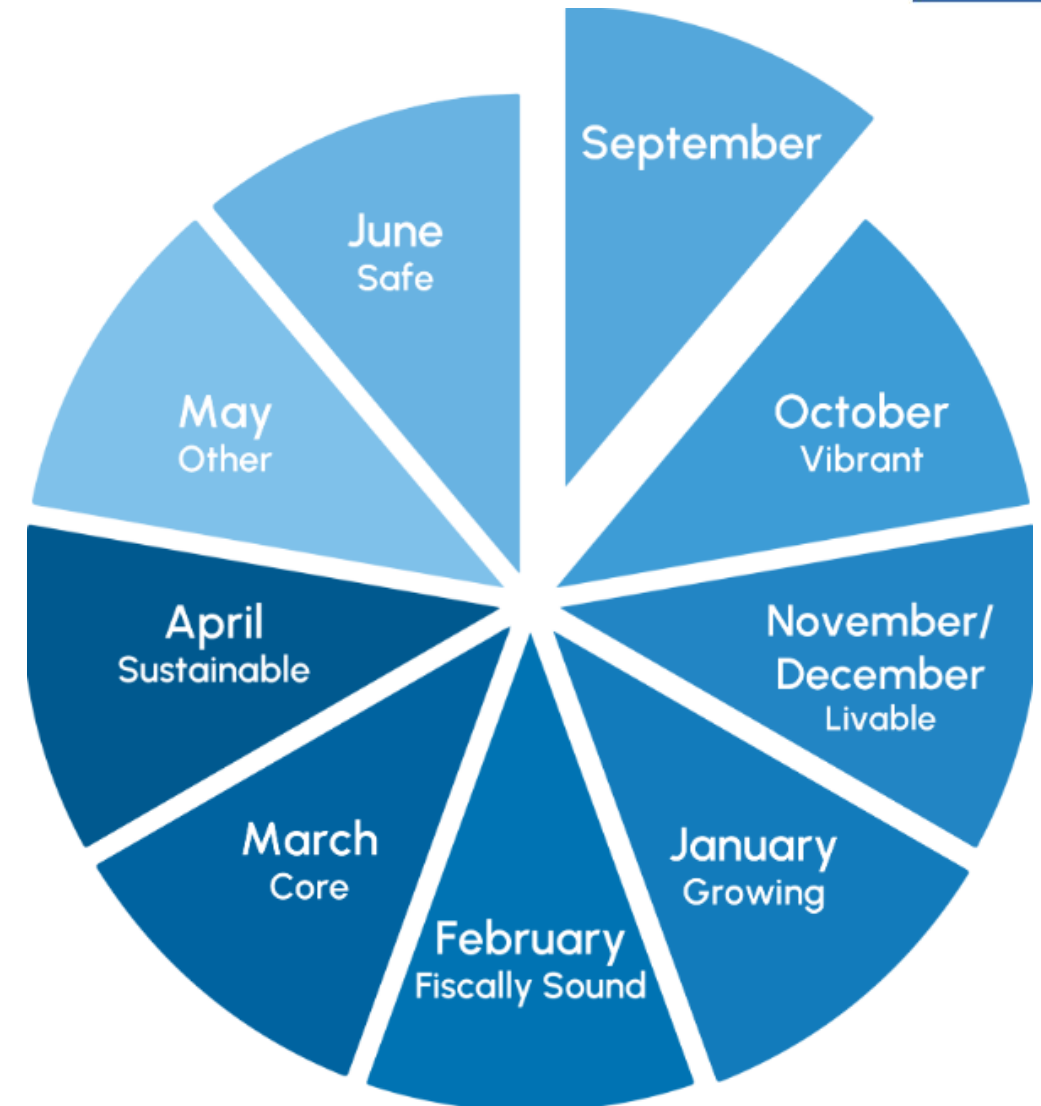 September
October
Vibrant
November/
December
Livable
January
Growing
February
Fiscally Sound
March
Core
April
Sustainable
May
Other
June
Safe